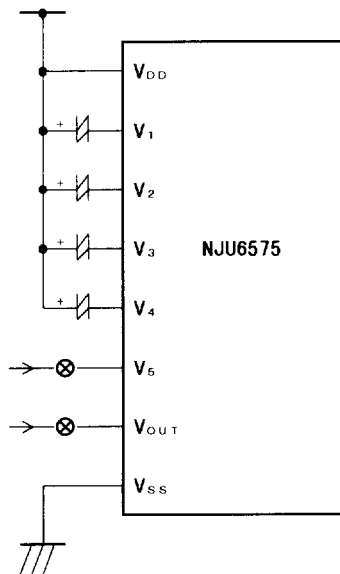 VDD
+ V1
+ V2
+ V3
NJU6575
+ V4
V5
VOUT
VSS